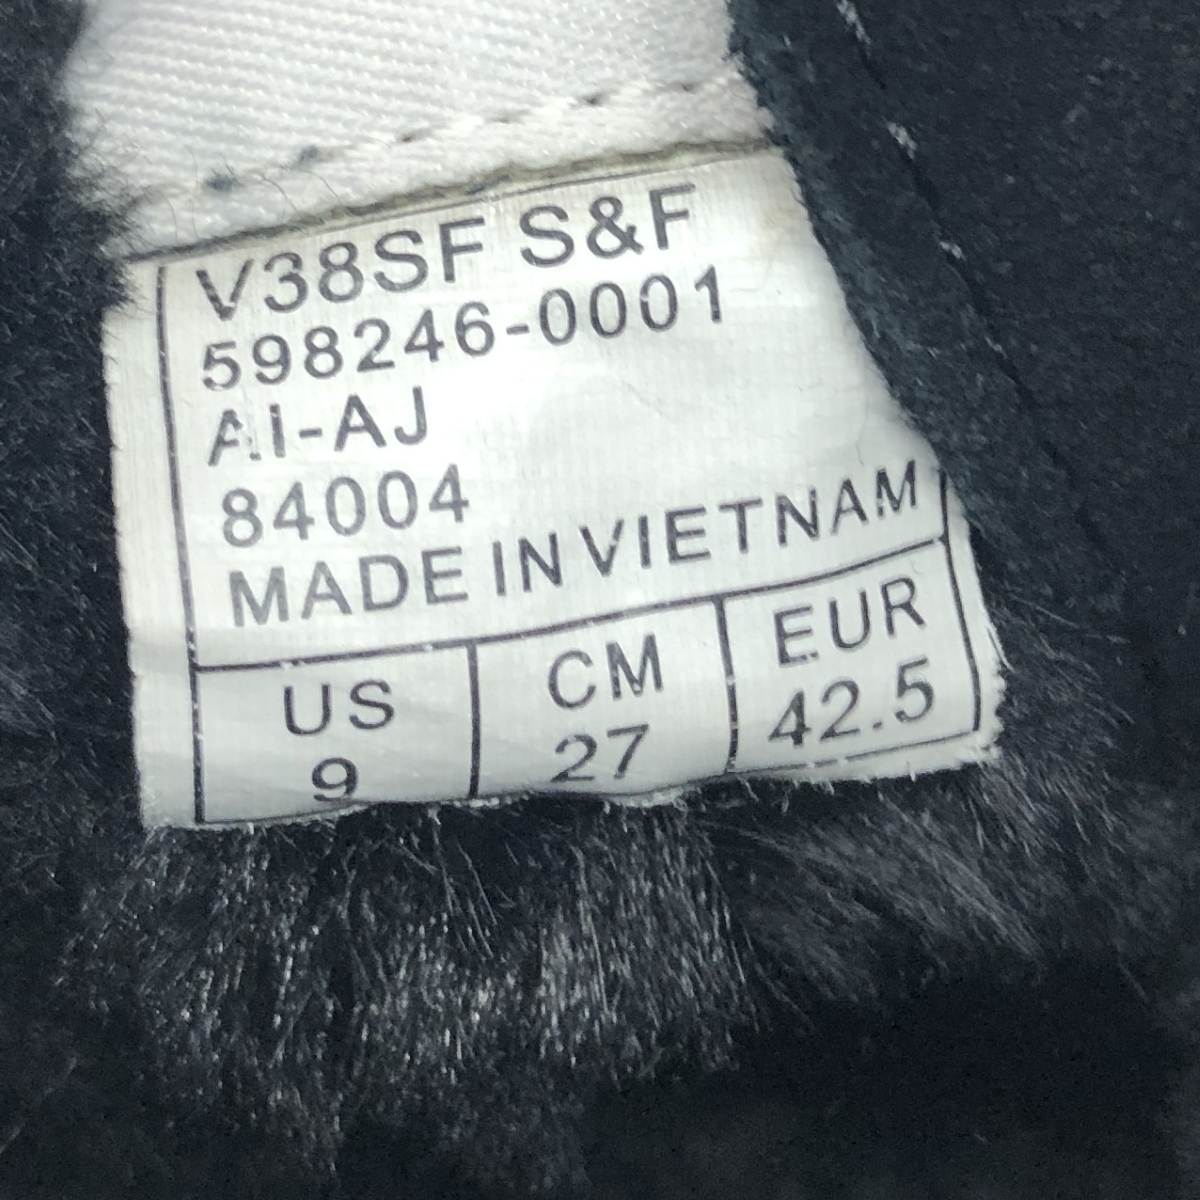 V38SF S&F
598246-0001
AI-AJ
84004
MADE IN VIETNAM
US CM EUR
9 27 42.5